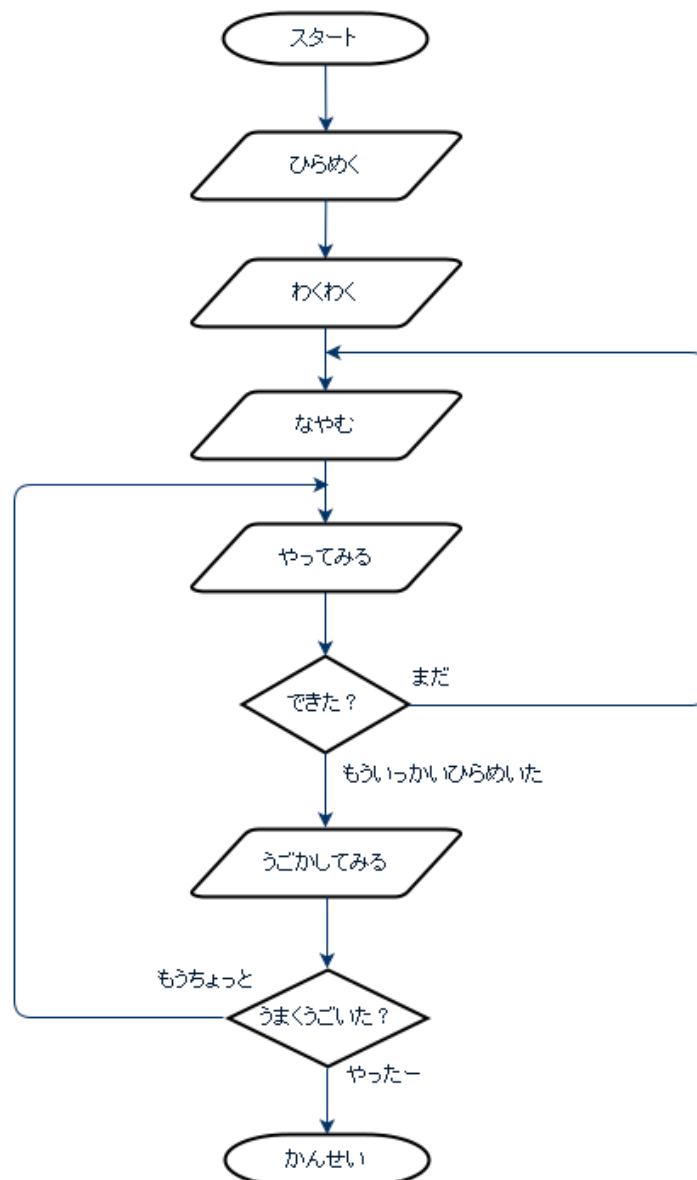 スタート
ひらめく
わくわく
なやむ
やってみる
できた？
まだ
もういっかいひらめいた
うごかしてみる
もうちょっと
うまくうごいた？
やったー
かんせい